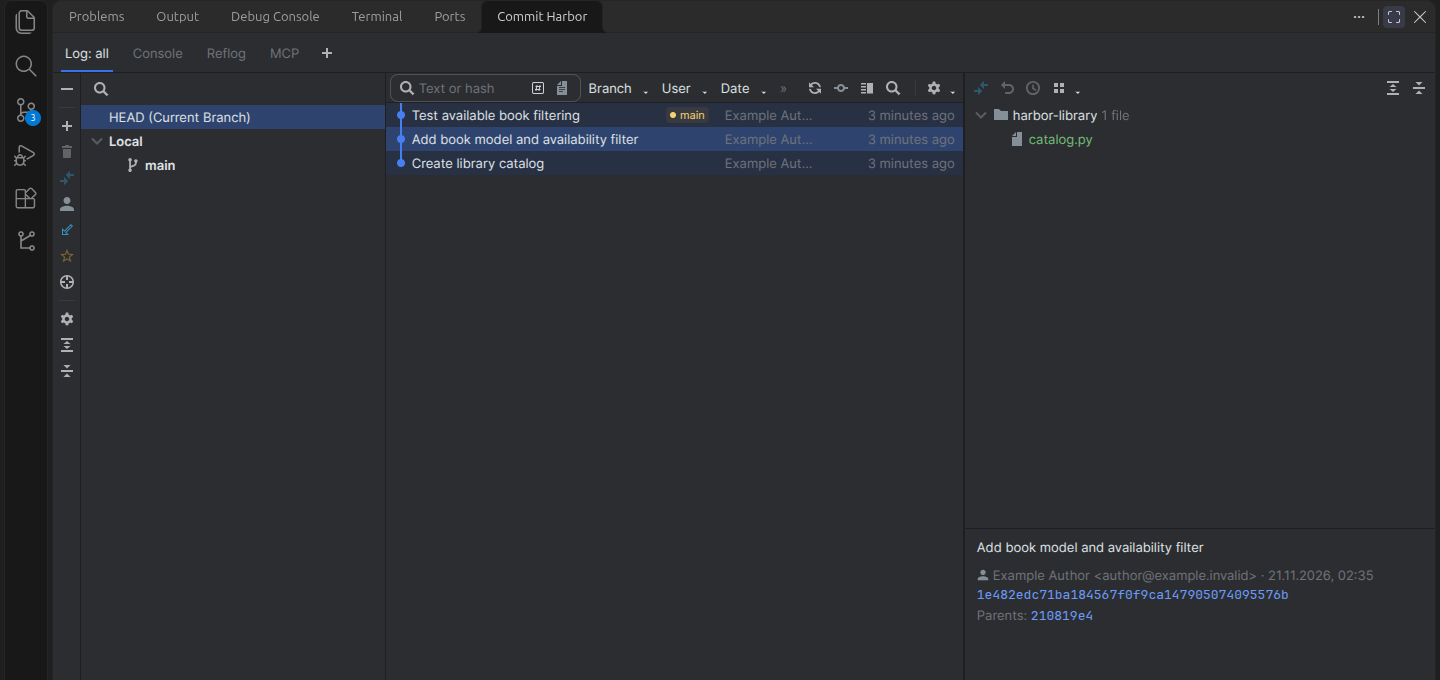 Problems Output Debug Console Terminal Ports Commit Harbor
Log: all Console Reflog MCP
3
HEAD (Current Branch)
Local
main
Text or hash Branch User Date »
Test available book filtering main Example Aut... 3 minutes ago
Add book model and availability filter Example Aut... 3 minutes ago
Create library catalog Example Aut... 3 minutes ago
harbor-library 1 file
catalog.py
Add book model and availability filter
Example Author <author@example.invalid> · 21.11.2026, 02:35
1e482edc71ba184567f0f9ca147905074095576b
Parents: 210819e4